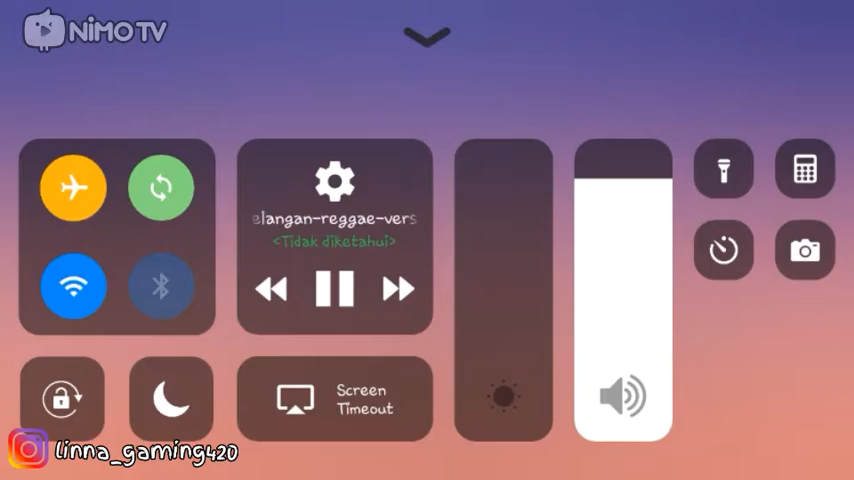 NIMO TV
elangan-reggae-vers
<Tidak diketahui>
Screen
Timeout
linna_gaming420